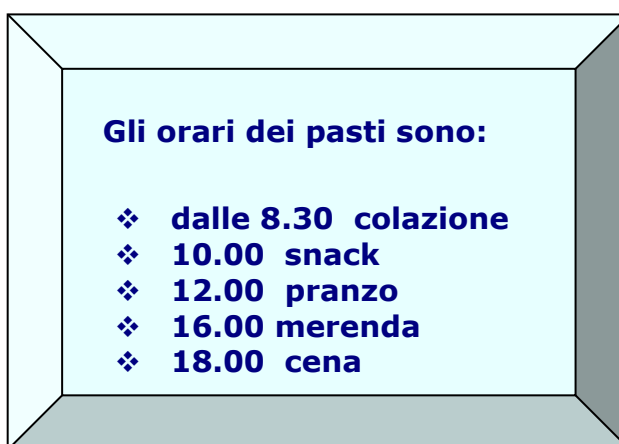 Gli orari dei pasti sono:
❖ dalle 8.30 colazione
❖ 10.00 snack
❖ 12.00 pranzo
❖ 16.00 merenda
❖ 18.00 cena